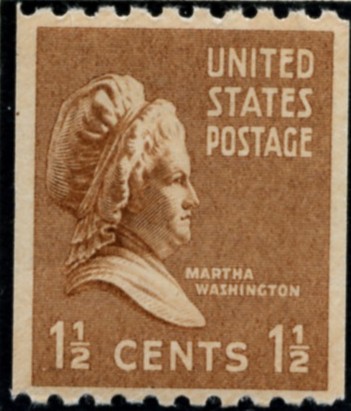 UNITED
STATES
POSTAGE
MARTHA
WASHINGTON
1½ CENTS 1½